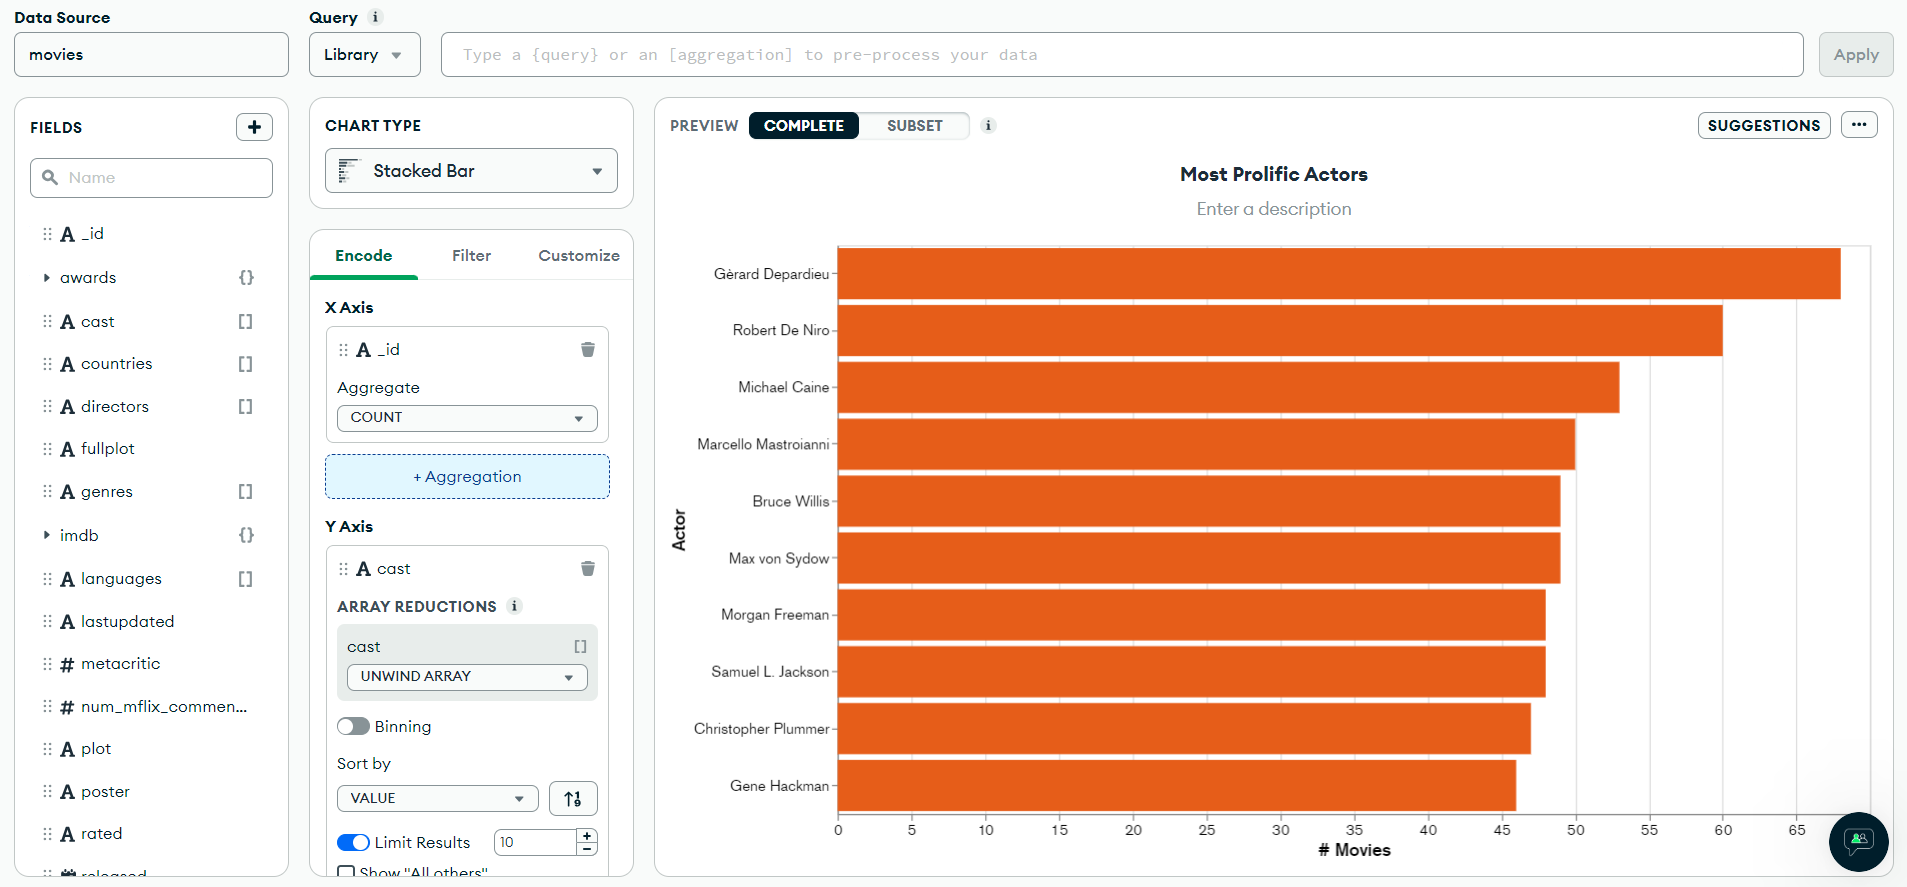 Data Source
movies
Query i
Library
Type a {query} or an [aggregation] to pre-process your data
Apply
FIELDS
+
Name
A _id
awards {}
A cast []
A countries []
A directors []
A fullplot
A genres []
imdb {}
A languages []
A lastupdated
# metacritic
# num_mflix_commen...
A plot
A poster
A rated
released
CHART TYPE
Stacked Bar
Encode
Filter
Customize
X Axis
A _id
Aggregate
COUNT
+ Aggregation
Y Axis
A cast
ARRAY REDUCTIONS i
cast []
UNWIND ARRAY
Binning
Sort by
VALUE
↑1 9
Limit Results
10
+
−
Show "All others"
PREVIEW
COMPLETE
SUBSET
i
SUGGESTIONS
...
Most Prolific Actors
Enter a description
Actor
Gèrard Depardieu
Robert De Niro
Michael Caine
Marcello Mastroianni
Bruce Willis
Max von Sydow
Morgan Freeman
Samuel L. Jackson
Christopher Plummer
Gene Hackman
0 5 10 15 20 25 30 35 40 45 50 55 60 65
# Movies